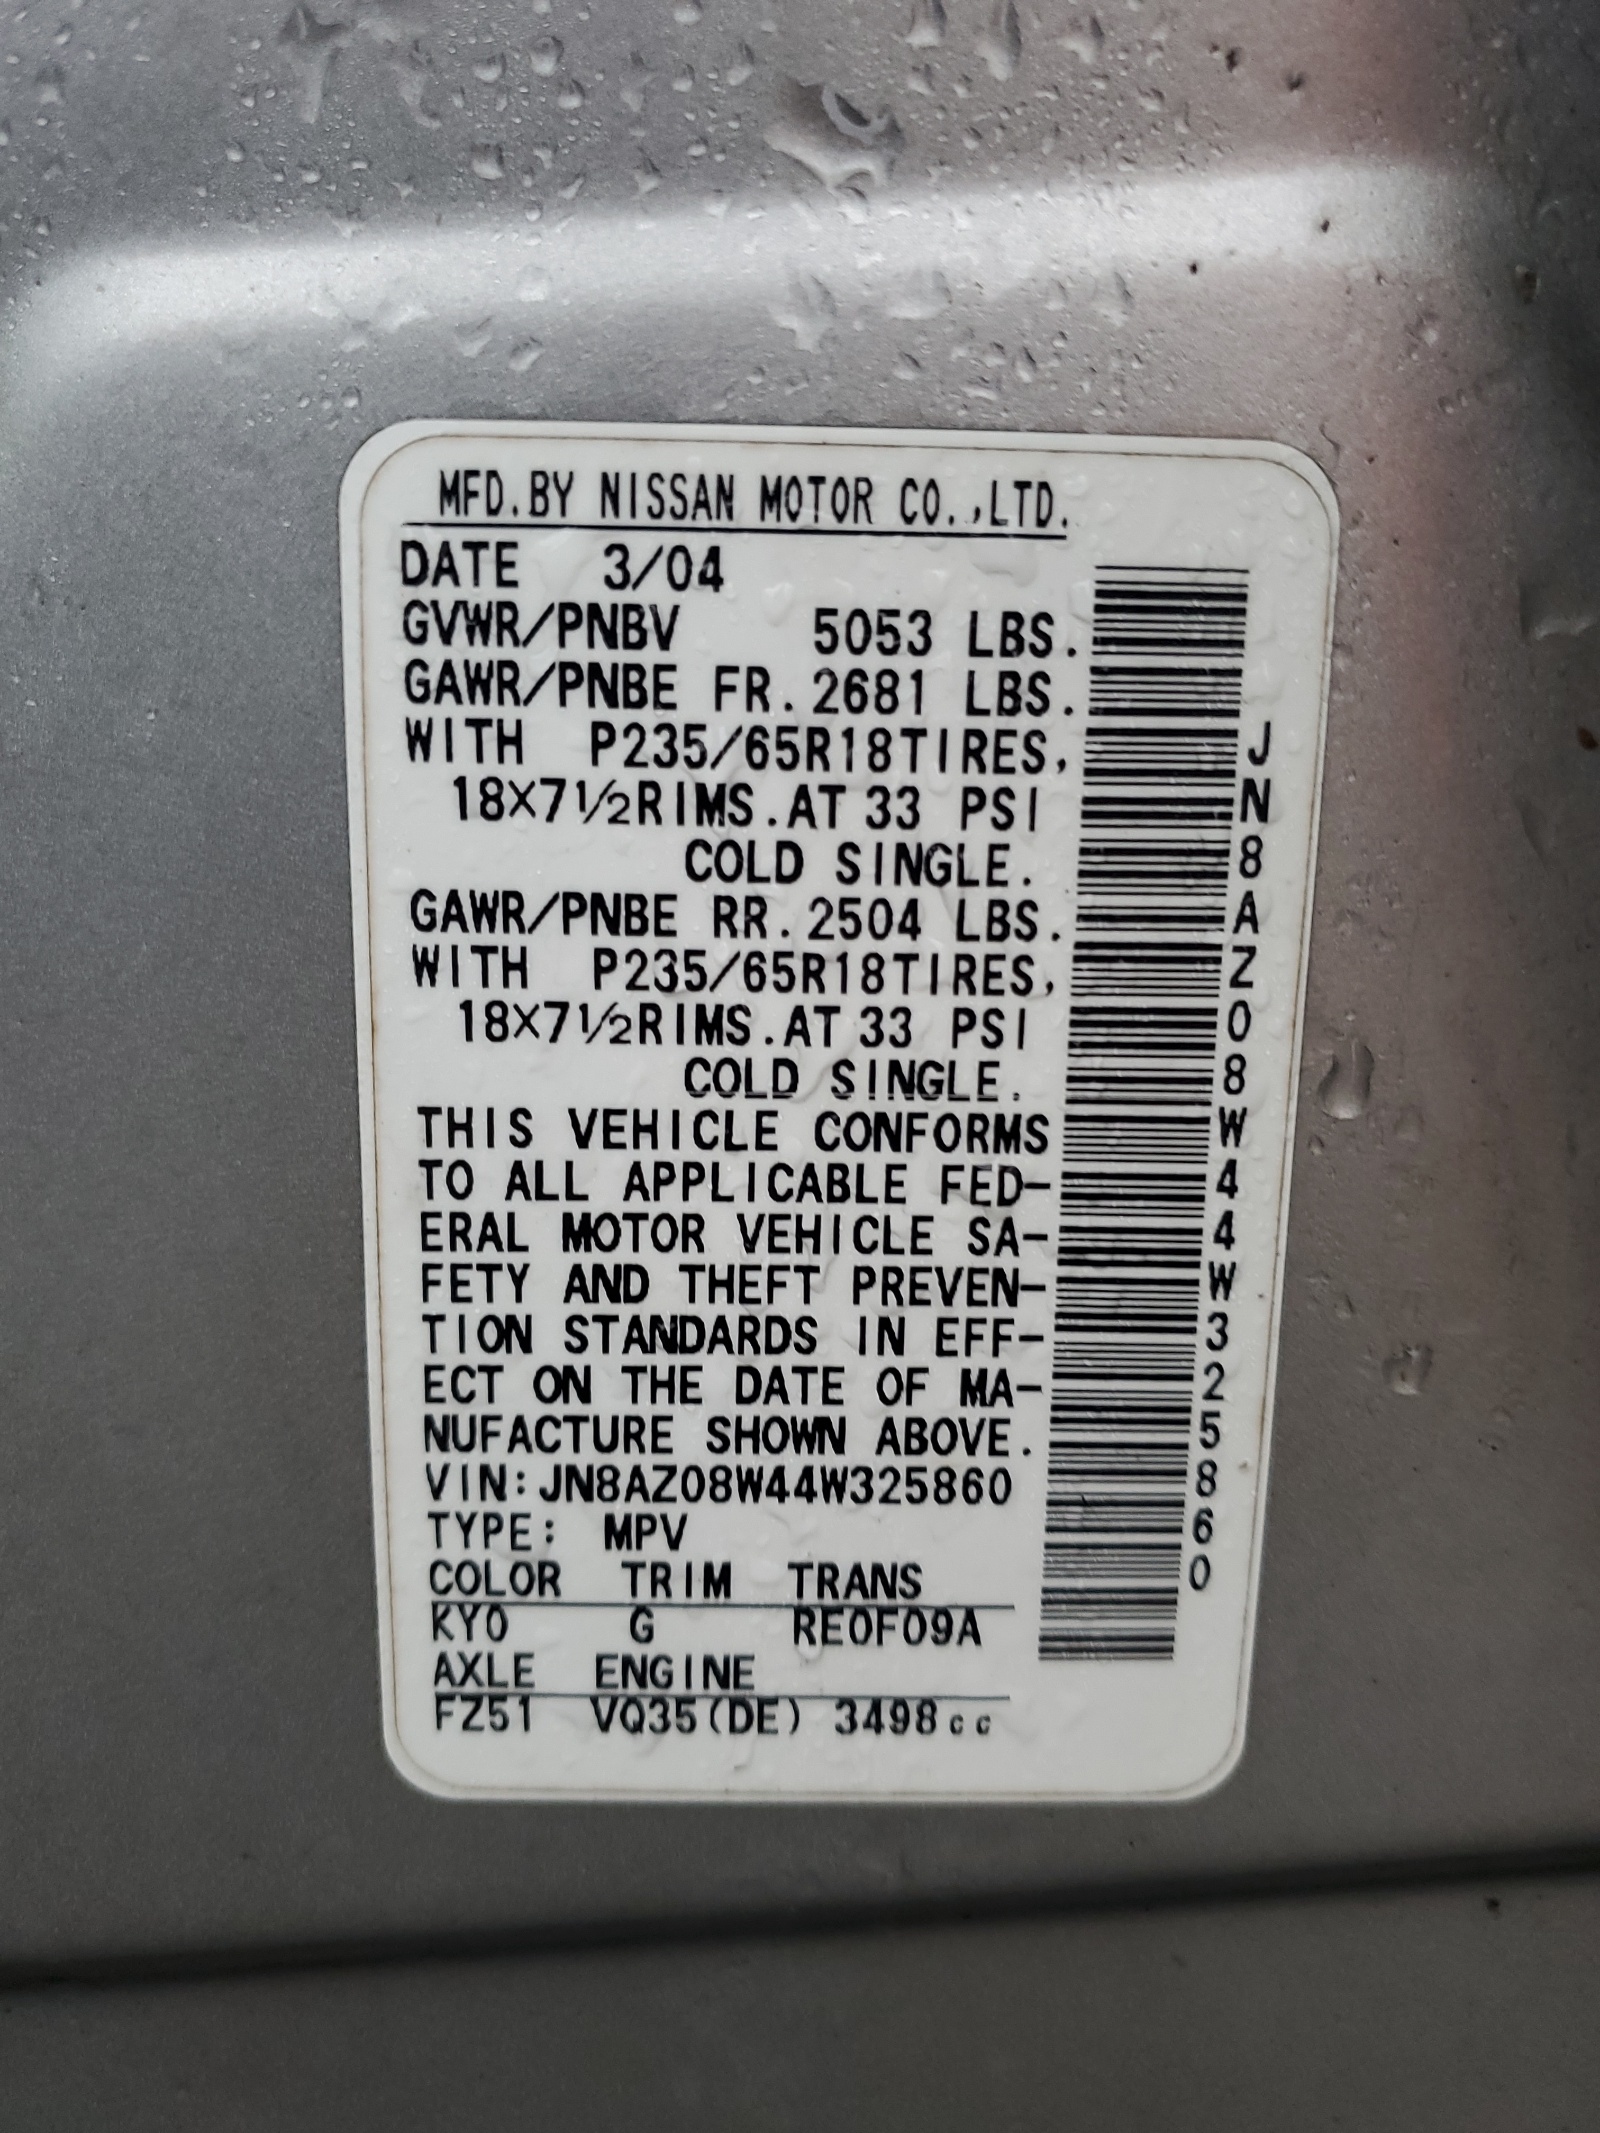 MFD.BY NISSAN MOTOR CO.,LTD.
DATE 3/04
GVWR/PNBV 5053 LBS.
GAWR/PNBE FR.2681 LBS.
WITH P235/65R18TIRES,
18X7½RIMS.AT 33 PSI
COLD SINGLE.
GAWR/PNBE RR.2504 LBS.
WITH P235/65R18TIRES,
18X7½RIMS.AT 33 PSI
COLD SINGLE.
THIS VEHICLE CONFORMS
TO ALL APPLICABLE FED-
ERAL MOTOR VEHICLE SA-
FETY AND THEFT PREVEN-
TION STANDARDS IN EFF-
ECT ON THE DATE OF MA-
NUFACTURE SHOWN ABOVE.
VIN:JN8AZ08W44W325860
TYPE: MPV
COLOR TRIM TRANS
KY0 G RE0F09A
AXLE ENGINE
FZ51 VQ35(DE) 3498cc
JN8AZ08W44W325860